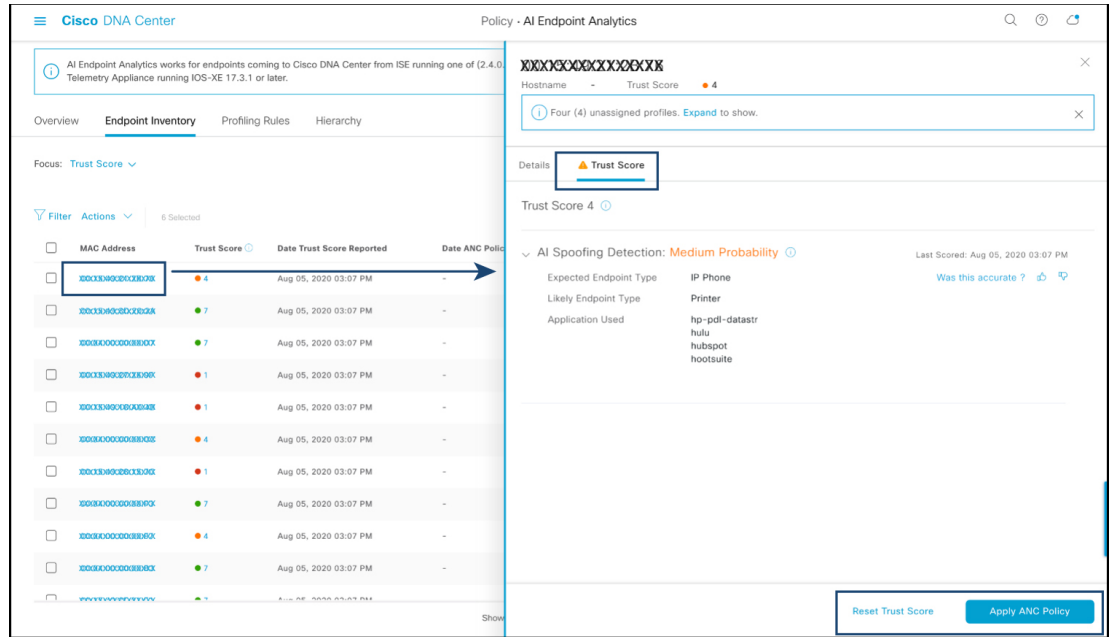 Cisco DNA Center
Policy • AI Endpoint Analytics
AI Endpoint Analytics works for endpoints coming to Cisco DNA Center from ISE running one of (2.4.0.
Telemetry Appliance running IOS-XE 17.3.1 or later.
Overview Endpoint Inventory Profiling Rules Hierarchy
Focus: Trust Score
Filter Actions 6 Selected
MAC Address Trust Score Date Trust Score Reported Date ANC Polic
4 Aug 05, 2020 03:07 PM -
7 Aug 05, 2020 03:07 PM -
7 Aug 05, 2020 03:07 PM -
1 Aug 05, 2020 03:07 PM -
1 Aug 05, 2020 03:07 PM -
4 Aug 05, 2020 03:07 PM -
1 Aug 05, 2020 03:07 PM -
7 Aug 05, 2020 03:07 PM -
4 Aug 05, 2020 03:07 PM -
7 Aug 05, 2020 03:07 PM -
Show
Hostname - Trust Score 4
Four (4) unassigned profiles. Expand to show.
Details Trust Score
Trust Score 4
AI Spoofing Detection: Medium Probability
Last Scored: Aug 05, 2020 03:07 PM
Expected Endpoint Type IP Phone
Was this accurate ?
Likely Endpoint Type Printer
Application Used hp-pdl-datastr
hulu
hubspot
hootsuite
Reset Trust Score Apply ANC Policy